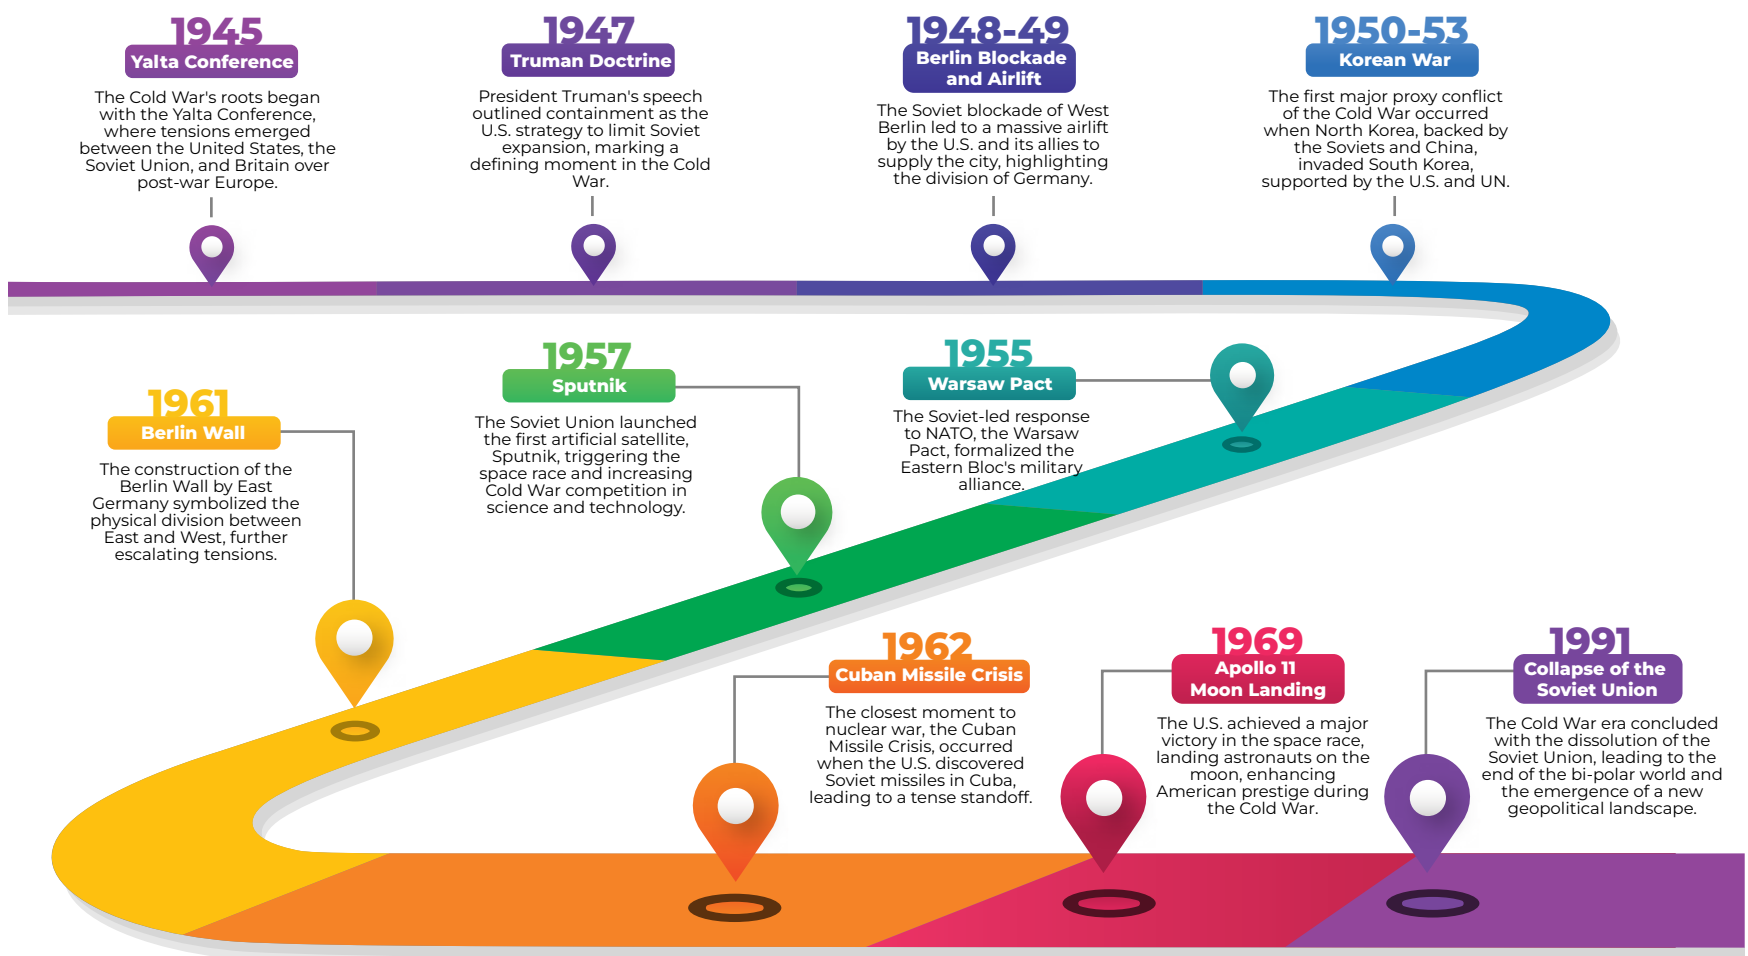 1945
Yalta Conference
The Cold War's roots began
with the Yalta Conference,
where tensions emerged
between the United States, the
Soviet Union, and Britain over
post-war Europe.
1947
Truman Doctrine
President Truman's speech
outlined containment as the
U.S. strategy to limit Soviet
expansion, marking a
defining moment in the Cold
War.
1948-49
Berlin Blockade
and Airlift
The Soviet blockade of West
Berlin led to a massive airlift
by the U.S. and its allies to
supply the city, highlighting
the division of Germany.
1950-53
Korean War
The first major proxy conflict
of the Cold War occurred
when North Korea, backed by
the Soviets and China,
invaded South Korea,
supported by the U.S. and UN.
1955
Warsaw Pact
The Soviet-led response
to NATO, the Warsaw
Pact, formalized the
Eastern Bloc's military
alliance.
1957
Sputnik
The Soviet Union launched
the first artificial satellite,
Sputnik, triggering the
space race and increasing
Cold War competition in
science and technology.
1961
Berlin Wall
The construction of the
Berlin Wall by East
Germany symbolized the
physical division between
East and West, further
escalating tensions.
1962
Cuban Missile Crisis
The closest moment to
nuclear war, the Cuban
Missile Crisis, occurred
when the U.S. discovered
Soviet missiles in Cuba,
leading to a tense standoff.
1969
Apollo 11
Moon Landing
The U.S. achieved a major
victory in the space race,
landing astronauts on the
moon, enhancing
American prestige during
the Cold War.
1991
Collapse of the
Soviet Union
The Cold War era concluded
with the dissolution of the
Soviet Union, leading to the
end of the bi-polar world and
the emergence of a new
geopolitical landscape.